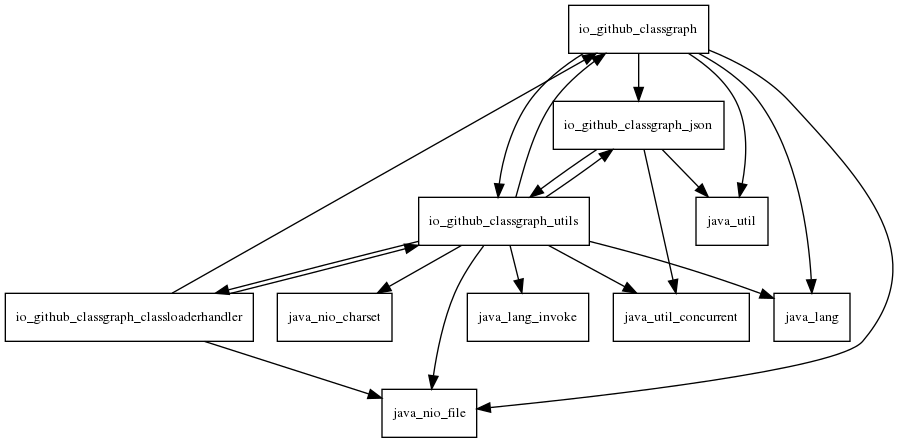 io_github_classgraph
io_github_classgraph_json
io_github_classgraph_utils
java_util
io_github_classgraph_classloaderhandler
java_nio_charset
java_lang_invoke
java_util_concurrent
java_lang
java_nio_file